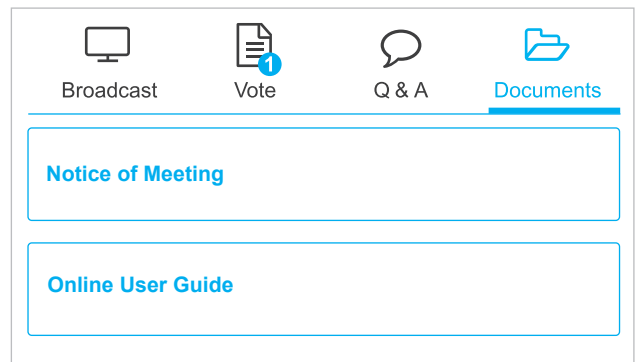 1
Broadcast Vote Q & A Documents
Notice of Meeting
Online User Guide